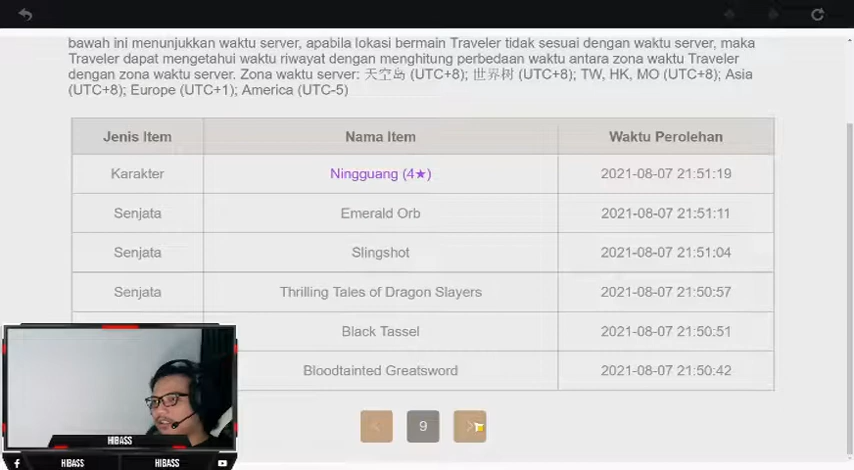 bawah ini menunjukkan waktu server, apabila lokasi bermain Traveler tidak sesuai dengan waktu server, maka
Traveler dapat mengetahui waktu riwayat dengan menghitung perbedaan waktu antara zona waktu Traveler
dengan zona waktu server. Zona waktu server: 天空岛 (UTC+8); 世界树 (UTC+8); TW, HK, MO (UTC+8); Asia
(UTC+8); Europe (UTC+1); America (UTC-5)
Jenis Item Nama Item Waktu Perolehan
Karakter Ningguang (4★) 2021-08-07 21:51:19
Senjata Emerald Orb 2021-08-07 21:51:11
Senjata Slingshot 2021-08-07 21:51:04
Senjata Thrilling Tales of Dragon Slayers 2021-08-07 21:50:57
Black Tassel 2021-08-07 21:50:51
Bloodtainted Greatsword 2021-08-07 21:50:42
9
HIBASS
HIBASS HIBASS